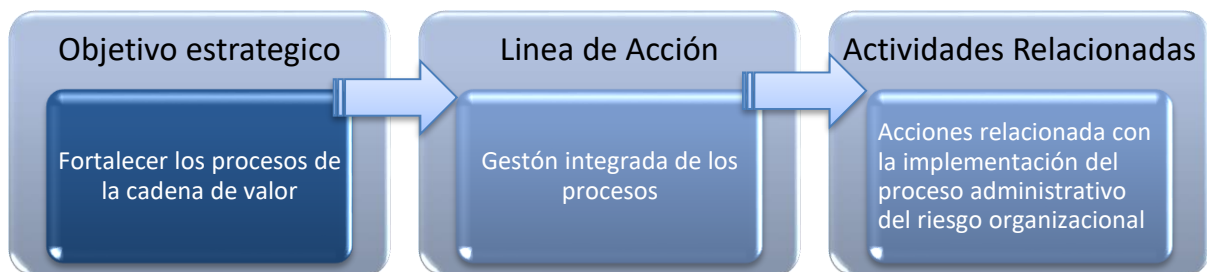 Objetivo estrategico
Fortalecer los procesos de
la cadena de valor
Linea de Acción
Gestón integrada de los
procesos
Actividades Relacionadas
Acciones relacionada con
la implementación del
proceso administrativo
del riesgo organizacional